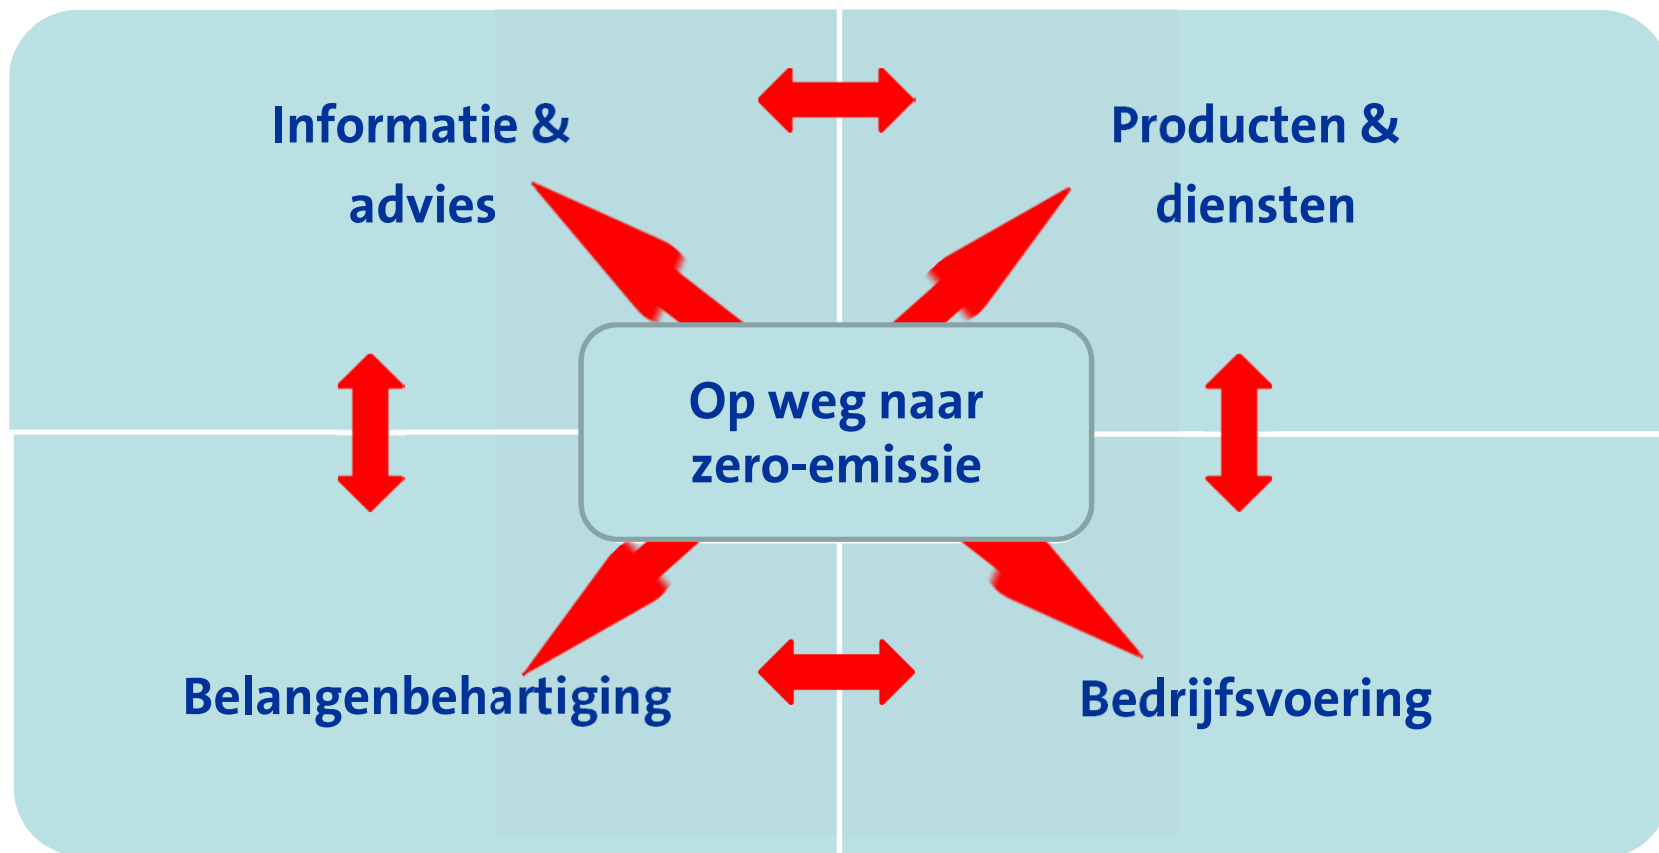 Informatie &
advies
Producten &
diensten
Op weg naar
zero-emissie
Belangenbehartiging
Bedrijfsvoering